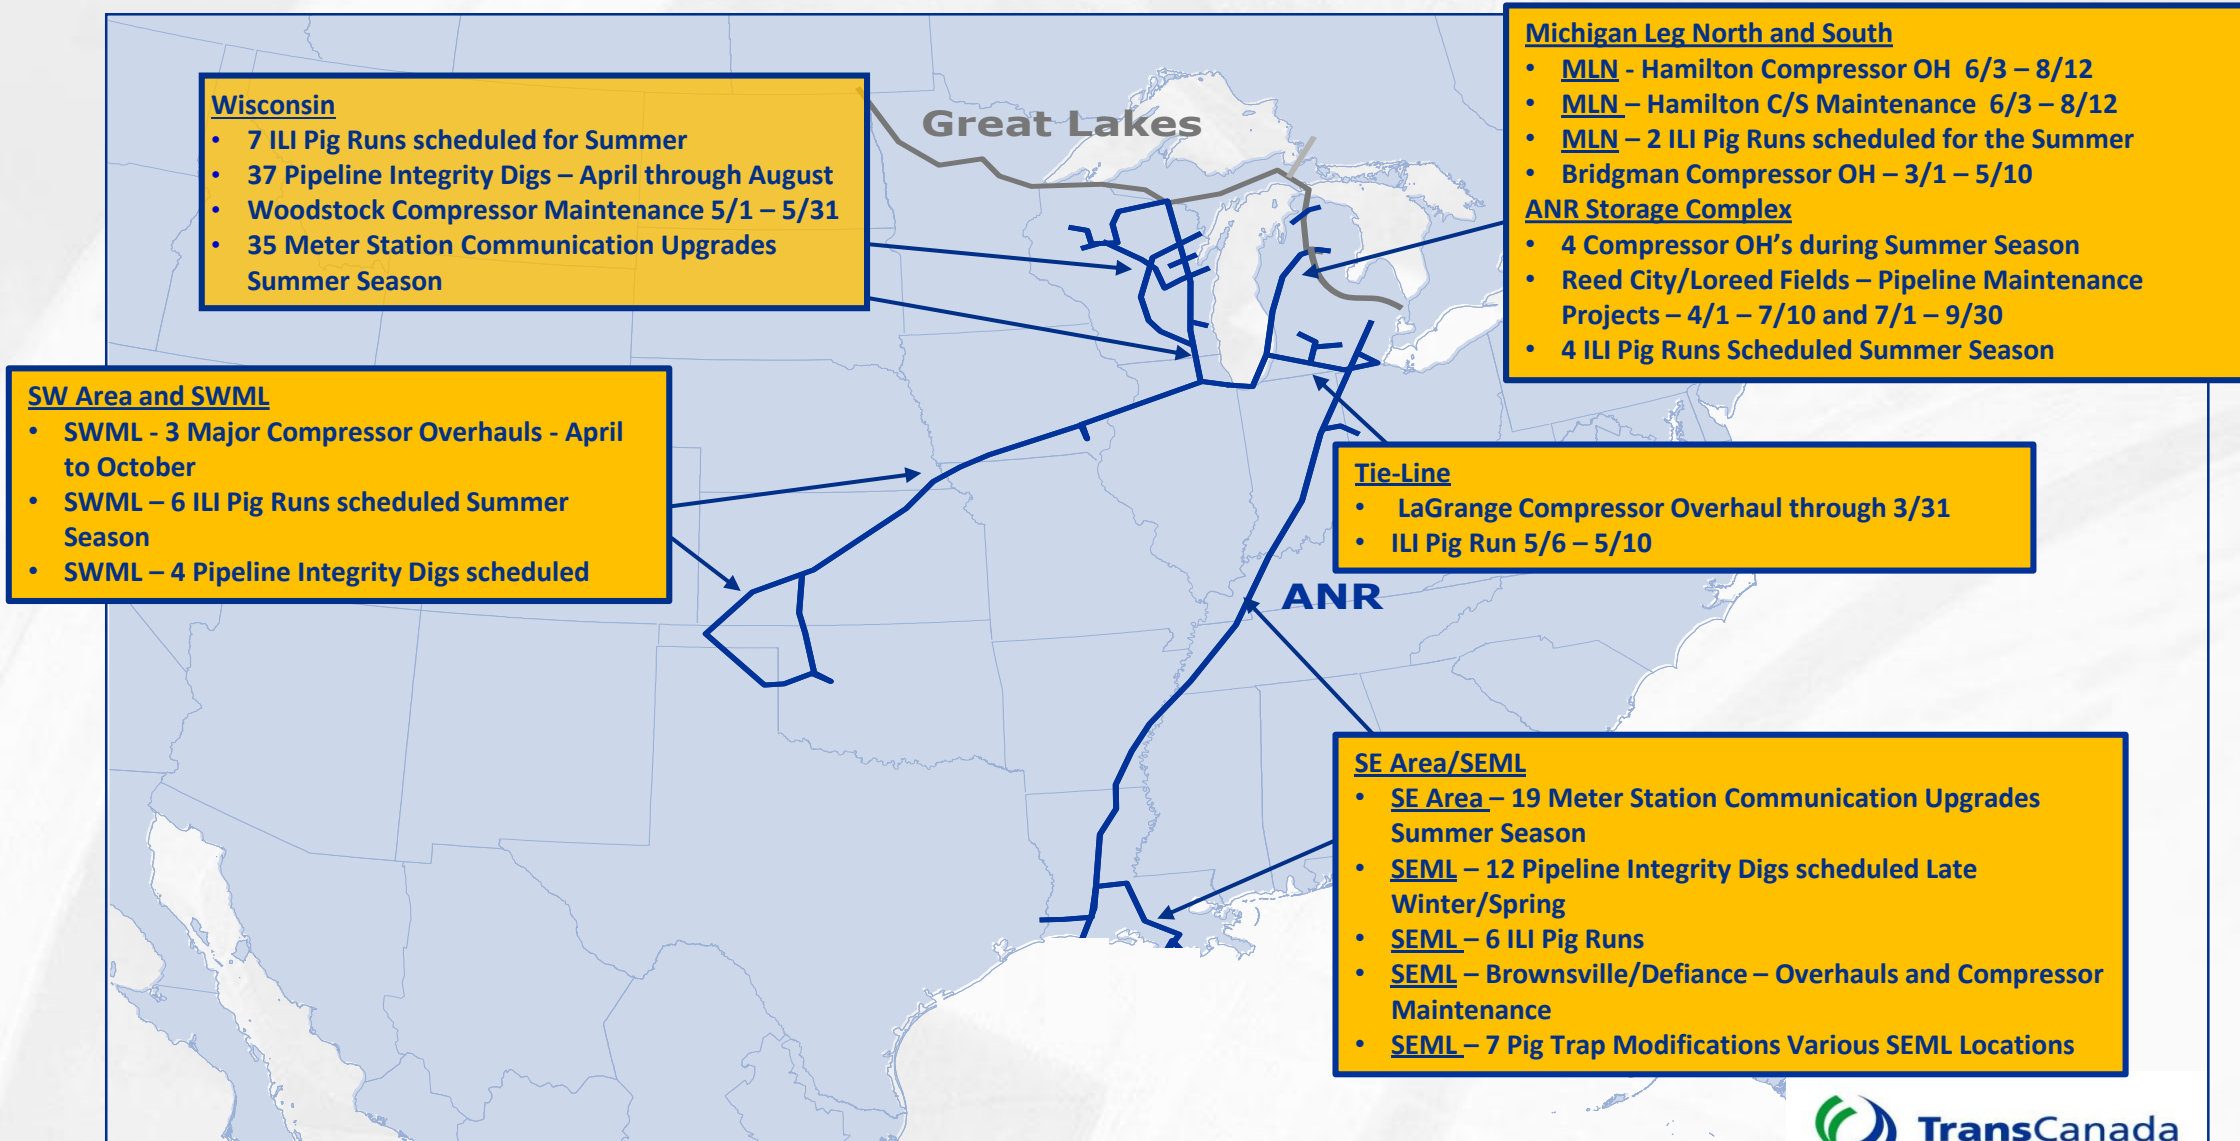 Great Lakes
Wisconsin
• 7 ILI Pig Runs scheduled for Summer
• 37 Pipeline Integrity Digs – April through August
• Woodstock Compressor Maintenance 5/1 – 5/31
• 35 Meter Station Communication Upgrades
Summer Season
Michigan Leg North and South
• MLN - Hamilton Compressor OH 6/3 – 8/12
• MLN – Hamilton C/S Maintenance 6/3 – 8/12
• MLN – 2 ILI Pig Runs scheduled for the Summer
• Bridgman Compressor OH – 3/1 – 5/10
ANR Storage Complex
• 4 Compressor OH’s during Summer Season
• Reed City/Loreed Fields – Pipeline Maintenance
Projects – 4/1 – 7/10 and 7/1 – 9/30
• 4 ILI Pig Runs Scheduled Summer Season
SW Area and SWML
• SWML - 3 Major Compressor Overhauls - April
to October
• SWML – 6 ILI Pig Runs scheduled Summer
Season
• SWML – 4 Pipeline Integrity Digs scheduled
Tie-Line
• LaGrange Compressor Overhaul through 3/31
• ILI Pig Run 5/6 – 5/10
ANR
SE Area/SEML
• SE Area – 19 Meter Station Communication Upgrades
Summer Season
• SEML – 12 Pipeline Integrity Digs scheduled Late
Winter/Spring
• SEML – 6 ILI Pig Runs
• SEML – Brownsville/Defiance – Overhauls and Compressor
Maintenance
• SEML – 7 Pig Trap Modifications Various SEML Locations
TransCanada